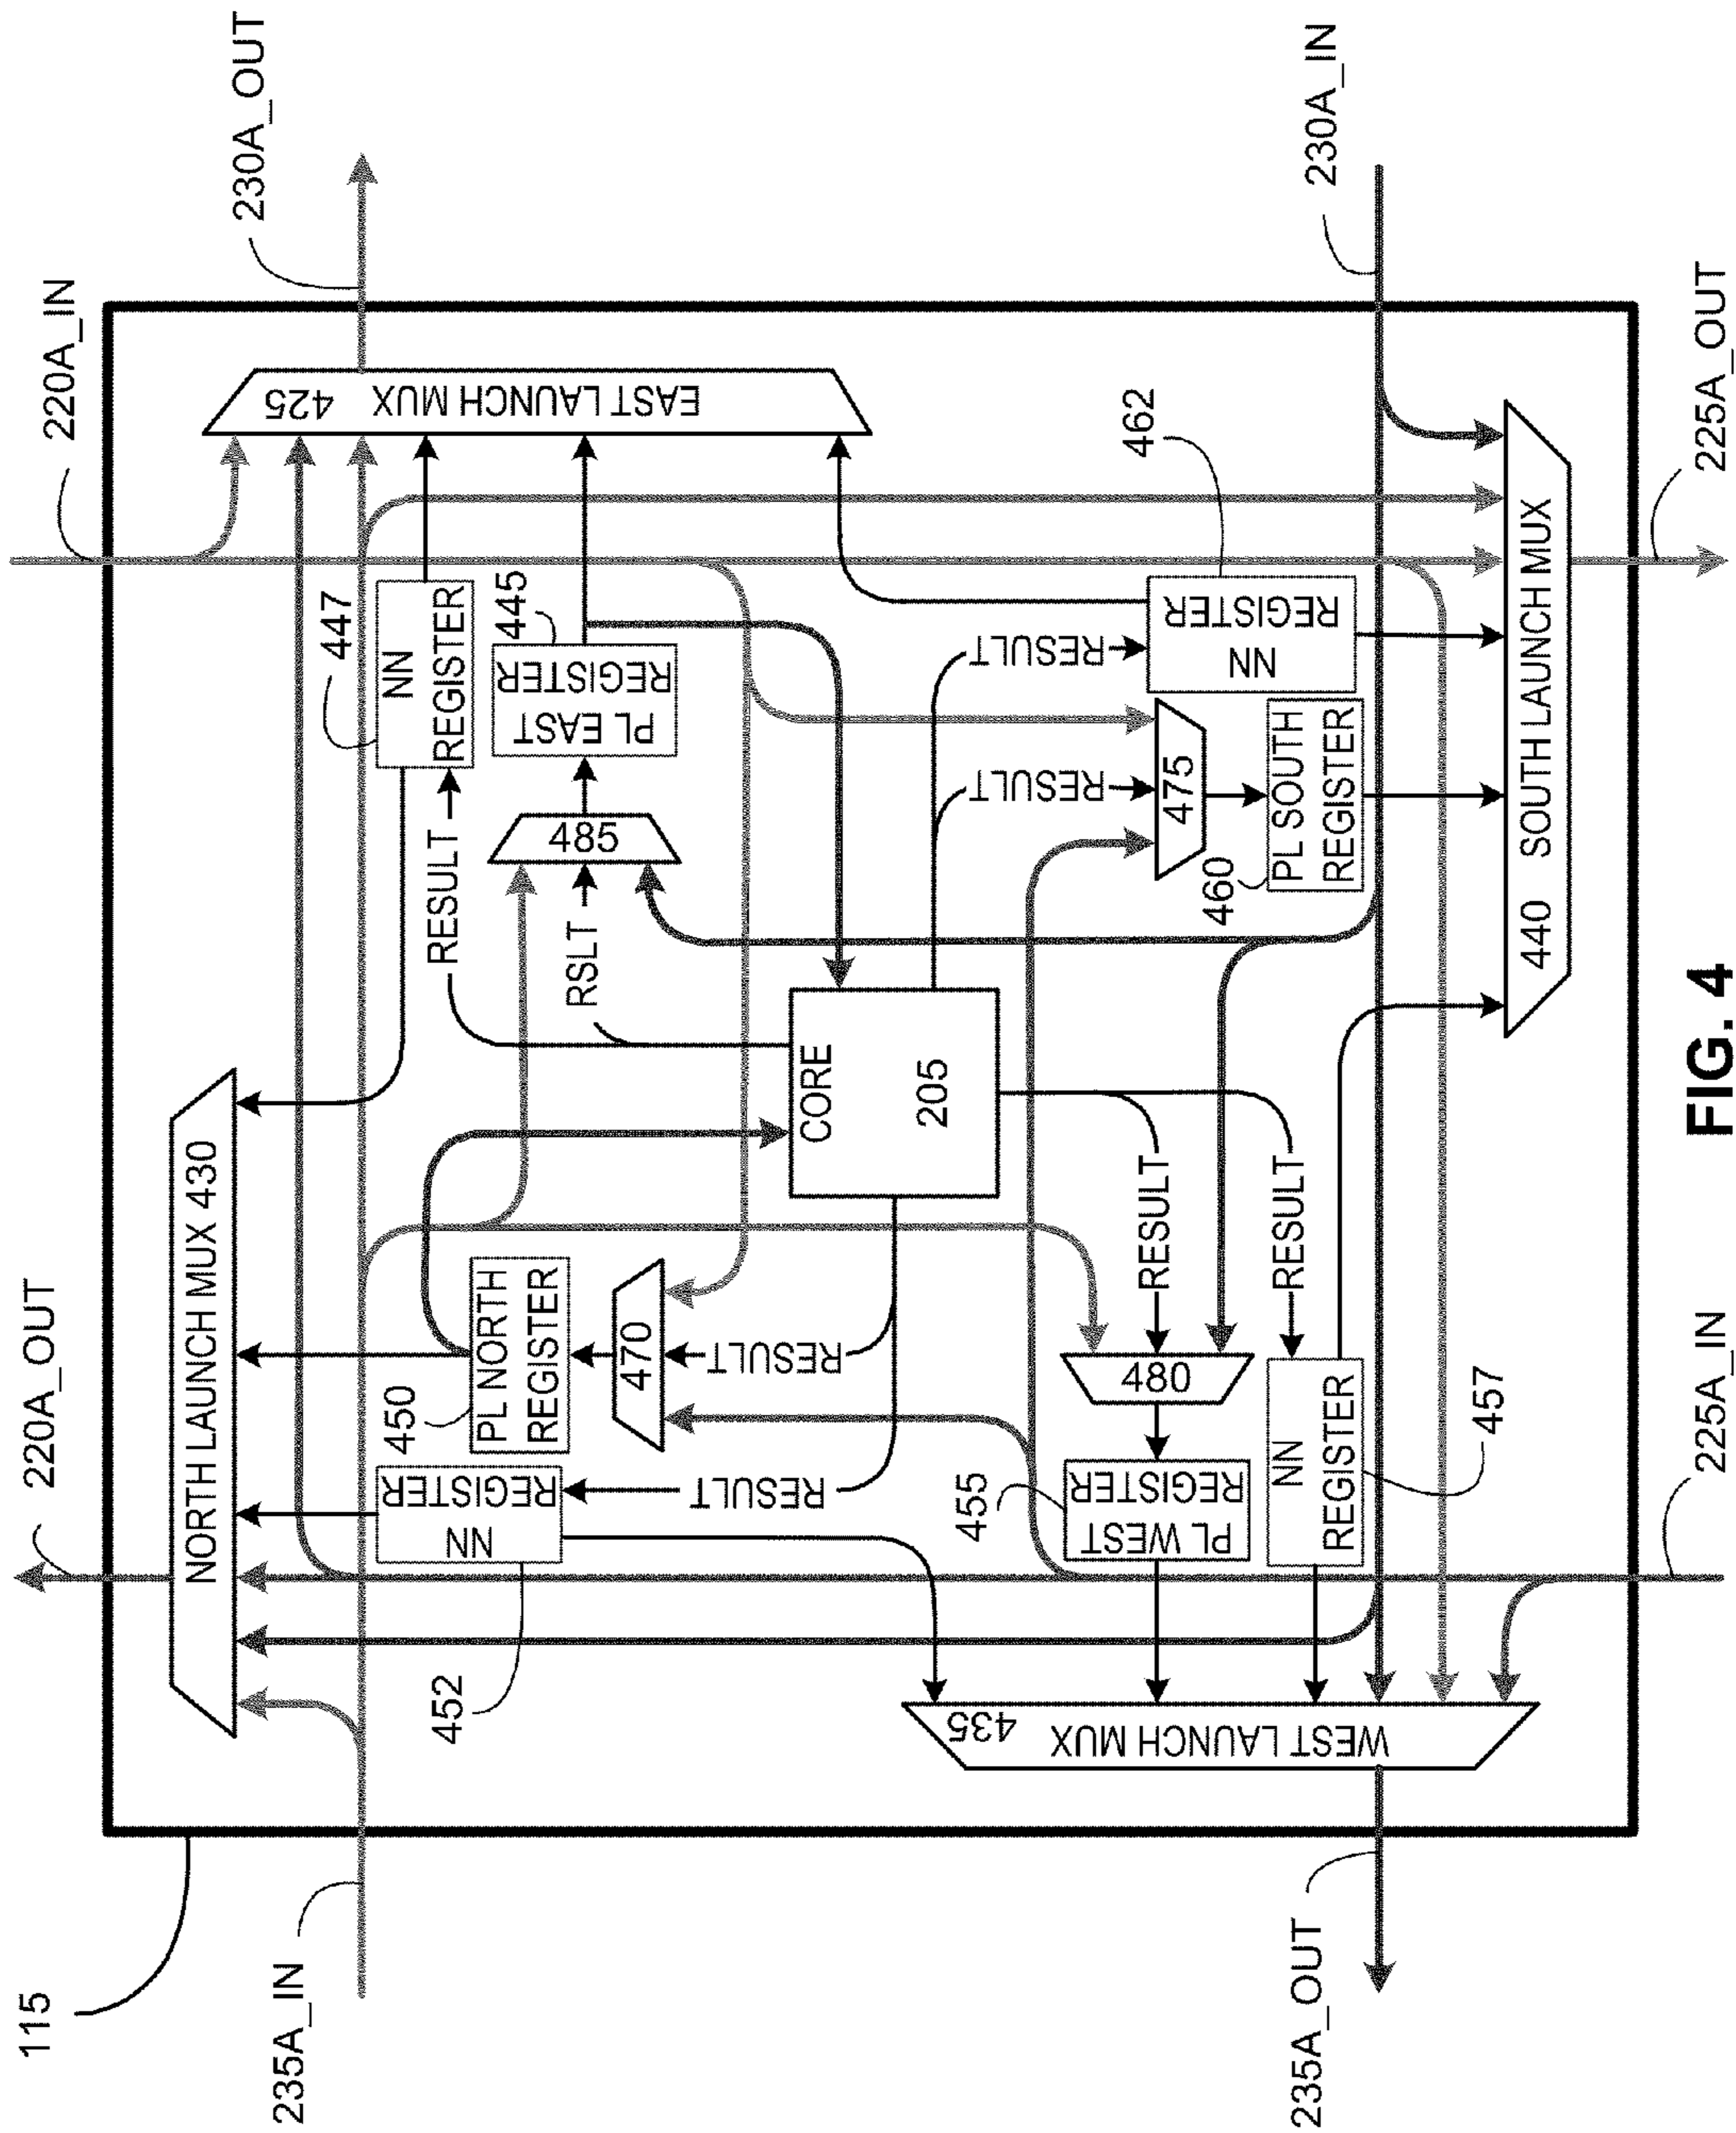 220A_OUT
220A_IN
115
NORTH LAUNCH MUX 430
235A_IN
230A_OUT
425
EAST LAUNCH MUX
452
NN
REGISTER
450
PL NORTH
REGISTER
470
RESULT
RESULT
447
NN
REGISTER
RESULT
445
PL EAST
REGISTER
485
RSLT
CORE
205
462
NN
REGISTER
RESULT
RESULT
475
460
PL SOUTH
REGISTER
RESULT
RESULT
480
455
PL WEST
REGISTER
NN
REGISTER
457
435
WEST LAUNCH MUX
440 SOUTH LAUNCH MUX
235A_OUT
230A_IN
225A_IN
225A_OUT
FIG. 4